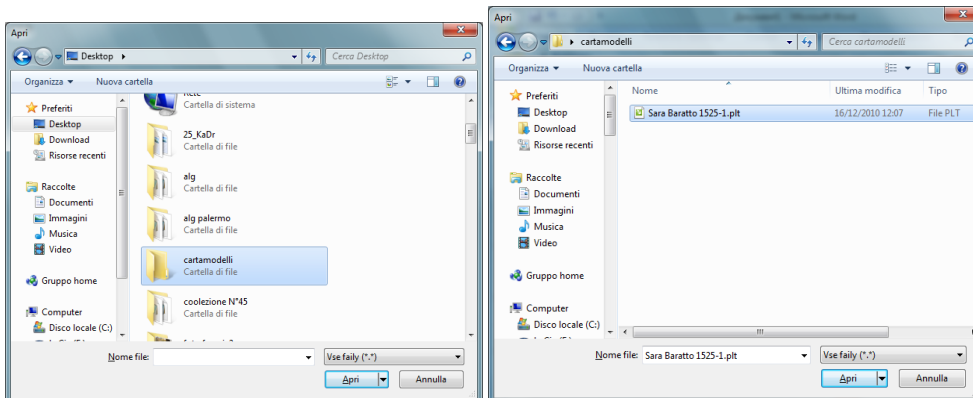 Apri
Desktop
Cerca Desktop
Organizza
Nuova cartella
Preferiti
Desktop
Download
Risorse recenti
Raccolte
Documenti
Immagini
Musica
Video
Gruppo home
Computer
Disco locale (C:)
Cartella di sistema
25_KaDr
Cartella di file
alg
Cartella di file
alg palermo
Cartella di file
cartamodelli
Cartella di file
coolezione N°45
Cartella di file
Nome file:
Vse faily (*.*)
Apri
Annulla
Apri
cartamodelli
Cerca cartamodelli
Organizza
Nuova cartella
Preferiti
Desktop
Download
Risorse recenti
Raccolte
Documenti
Immagini
Musica
Video
Gruppo home
Computer
Disco locale (C:)
Nome Ultima modifica Tipo
Sara Baratto 1525-1.plt 16/12/2010 12:07 File PLT
Nome file: Sara Baratto 1525-1.plt
Vse faily (*.*)
Apri
Annulla